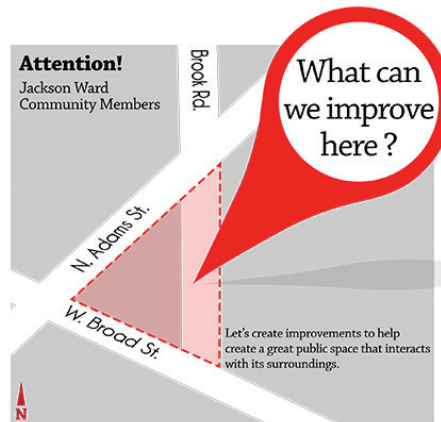 Attention!
Jackson Ward
Community Members
Brook Rd.
What can
we improve
here ?
N. Adams St.
W. Broad St.
Let's create improvements to help
create a great public space that interacts
with its surroundings.
N